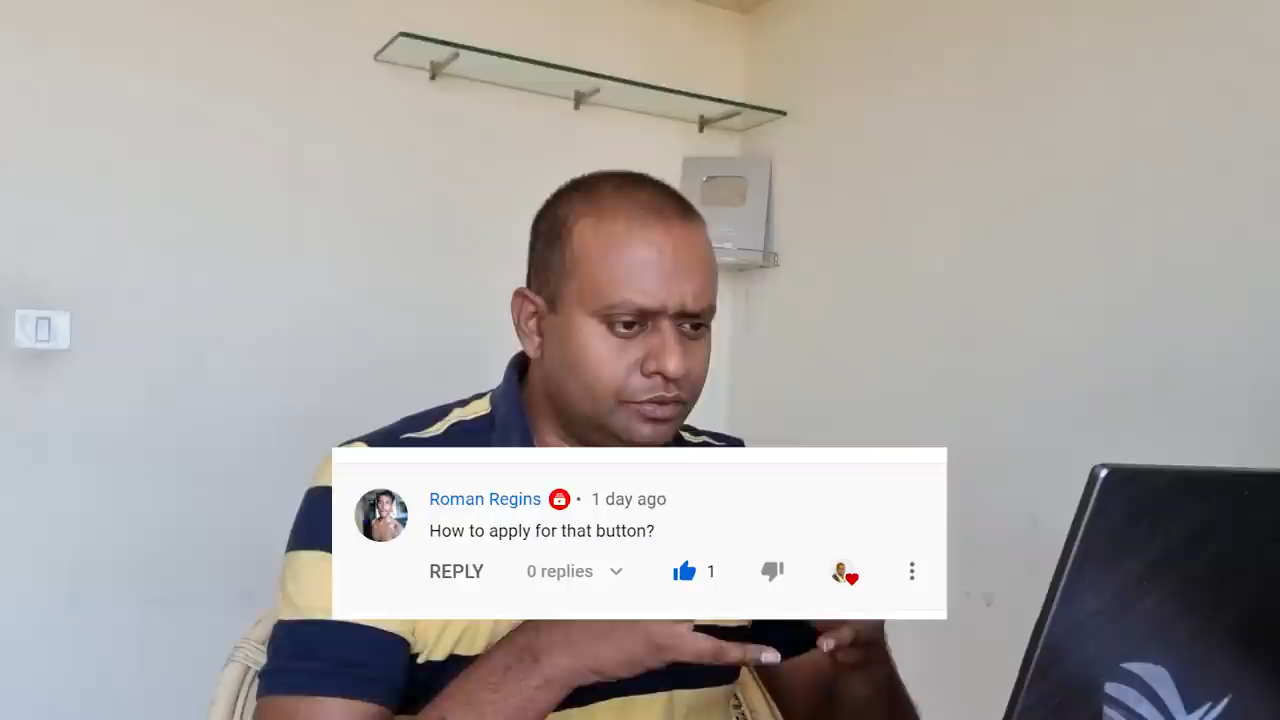 Roman Regins • 1 day ago
How to apply for that button?
REPLY 0 replies 1